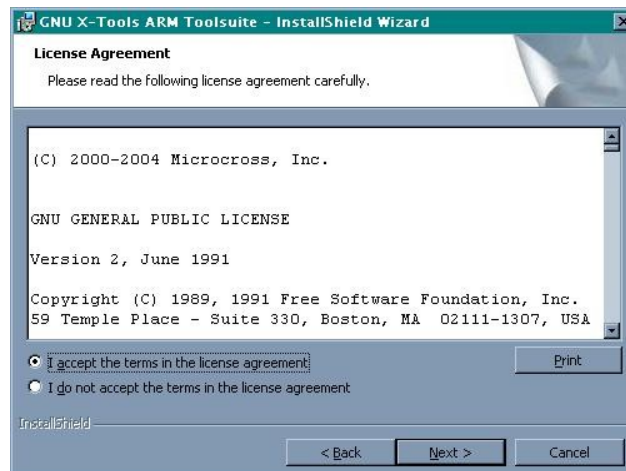 GNU X-Tools ARM Toolsuite - InstallShield Wizard
License Agreement
Please read the following license agreement carefully.
(C) 2000-2004 Microcross, Inc.
GNU GENERAL PUBLIC LICENSE
Version 2, June 1991
Copyright (C) 1989, 1991 Free Software Foundation, Inc.
59 Temple Place - Suite 330, Boston, MA  02111-1307, USA
I accept the terms in the license agreement
Print
I do not accept the terms in the license agreement
InstallShield
< Back
Next >
Cancel